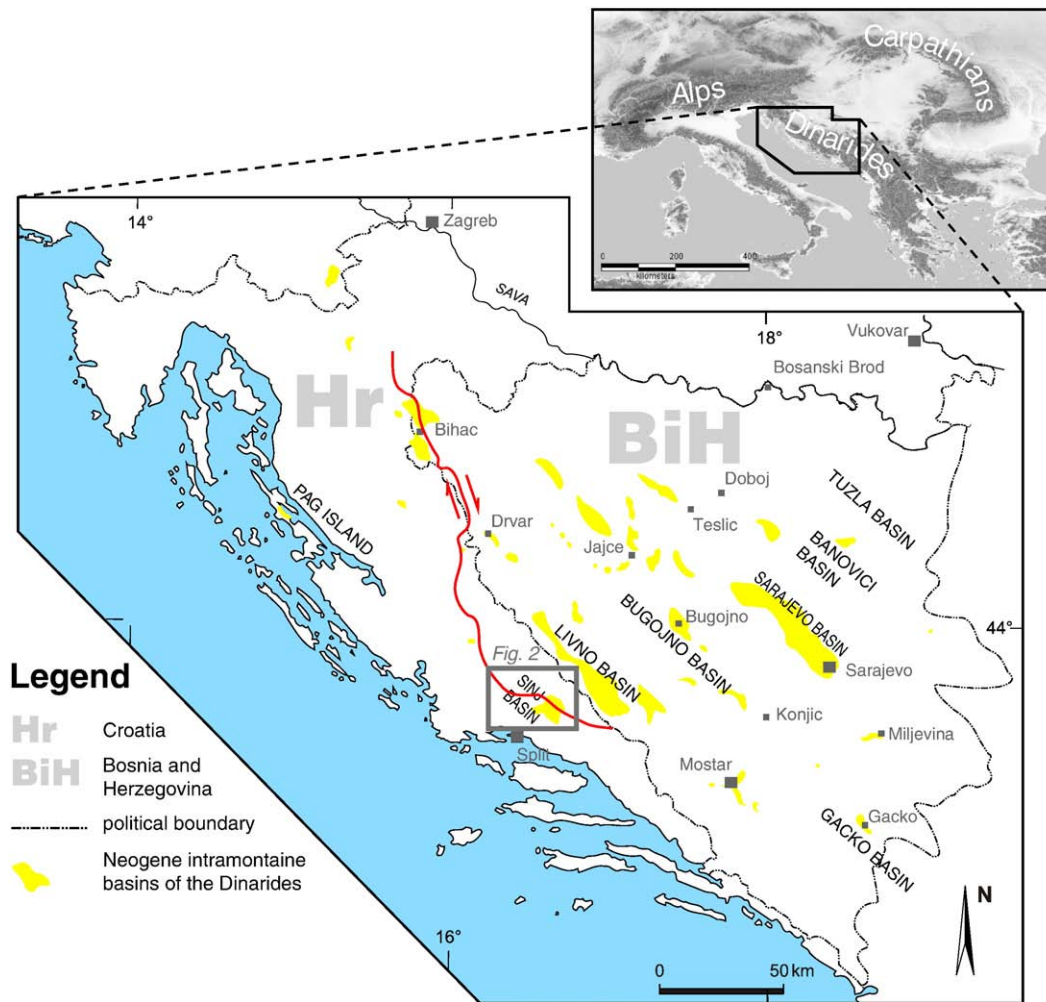 Carpathians
Alps
Dinarides
0 200 400
kilometers
14°
Zagreb
SAVA
18°
Vukovar
Bosanski Brod
Hr
BiH
Bihac
Doboj
TUZLA BASIN
Teslic
PAG ISLAND
Drvar
Jajce
BANOVICI
BASIN
SARAJEVO BASIN
Bugojno
BUGOJNO BASIN
LIVNO BASIN
44°
Fig. 2
SINJ
BASIN
Sarajevo
Konjic
Miljevina
Split
Mostar
Gacko
GACKO BASIN
Legend
Hr Croatia
BiH Bosnia and
Herzegovina
political boundary
Neogene intramontaine
basins of the Dinarides
16°
0 50 km
N